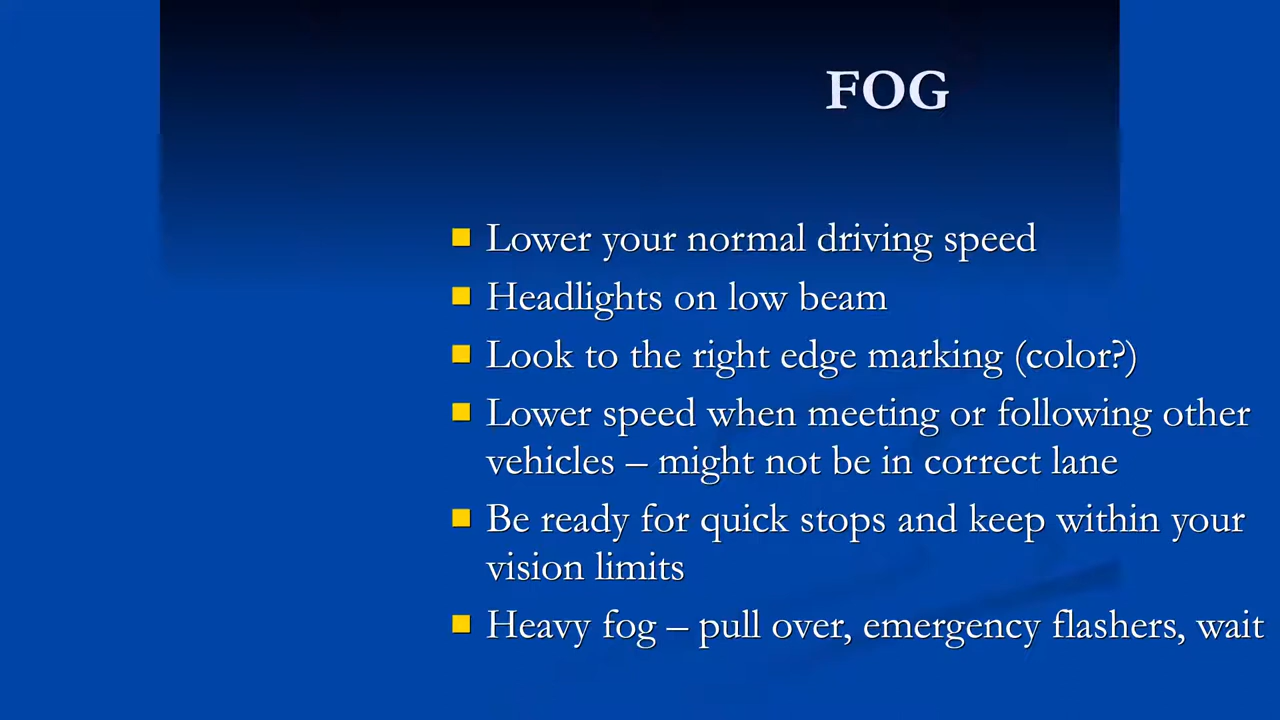 FOG
Lower your normal driving speed
Headlights on low beam
Look to the right edge marking (color?)
Lower speed when meeting or following other
vehicles – might not be in correct lane
Be ready for quick stops and keep within your
vision limits
Heavy fog – pull over, emergency flashers, wait